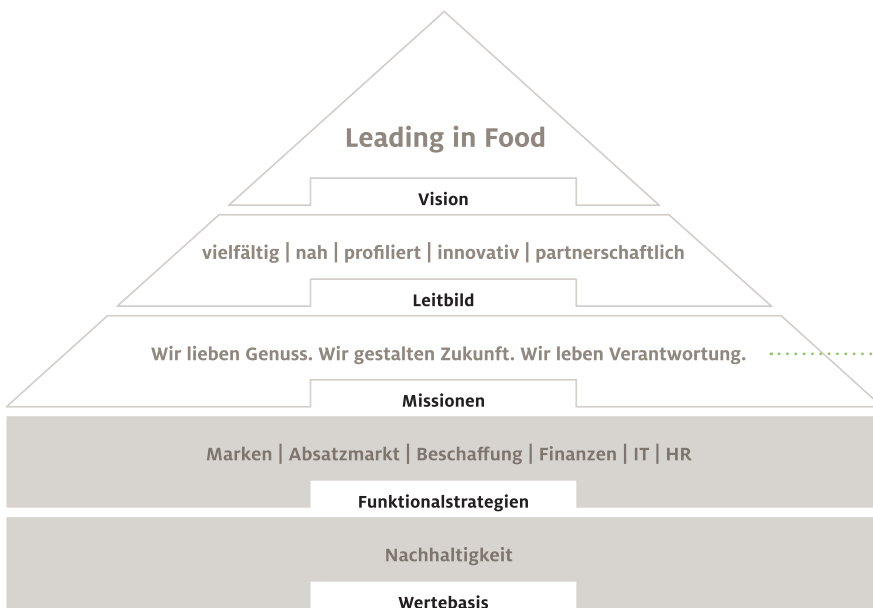 Leading in Food
Vision
vielfältig | nah | profiliert | innovativ | partnerschaftlich
Leitbild
Wir lieben Genuss. Wir gestalten Zukunft. Wir leben Verantwortung.
Missionen
Marken | Absatzmarkt | Beschaffung | Finanzen | IT | HR
Funktionalstrategien
Nachhaltigkeit
Wertebasis